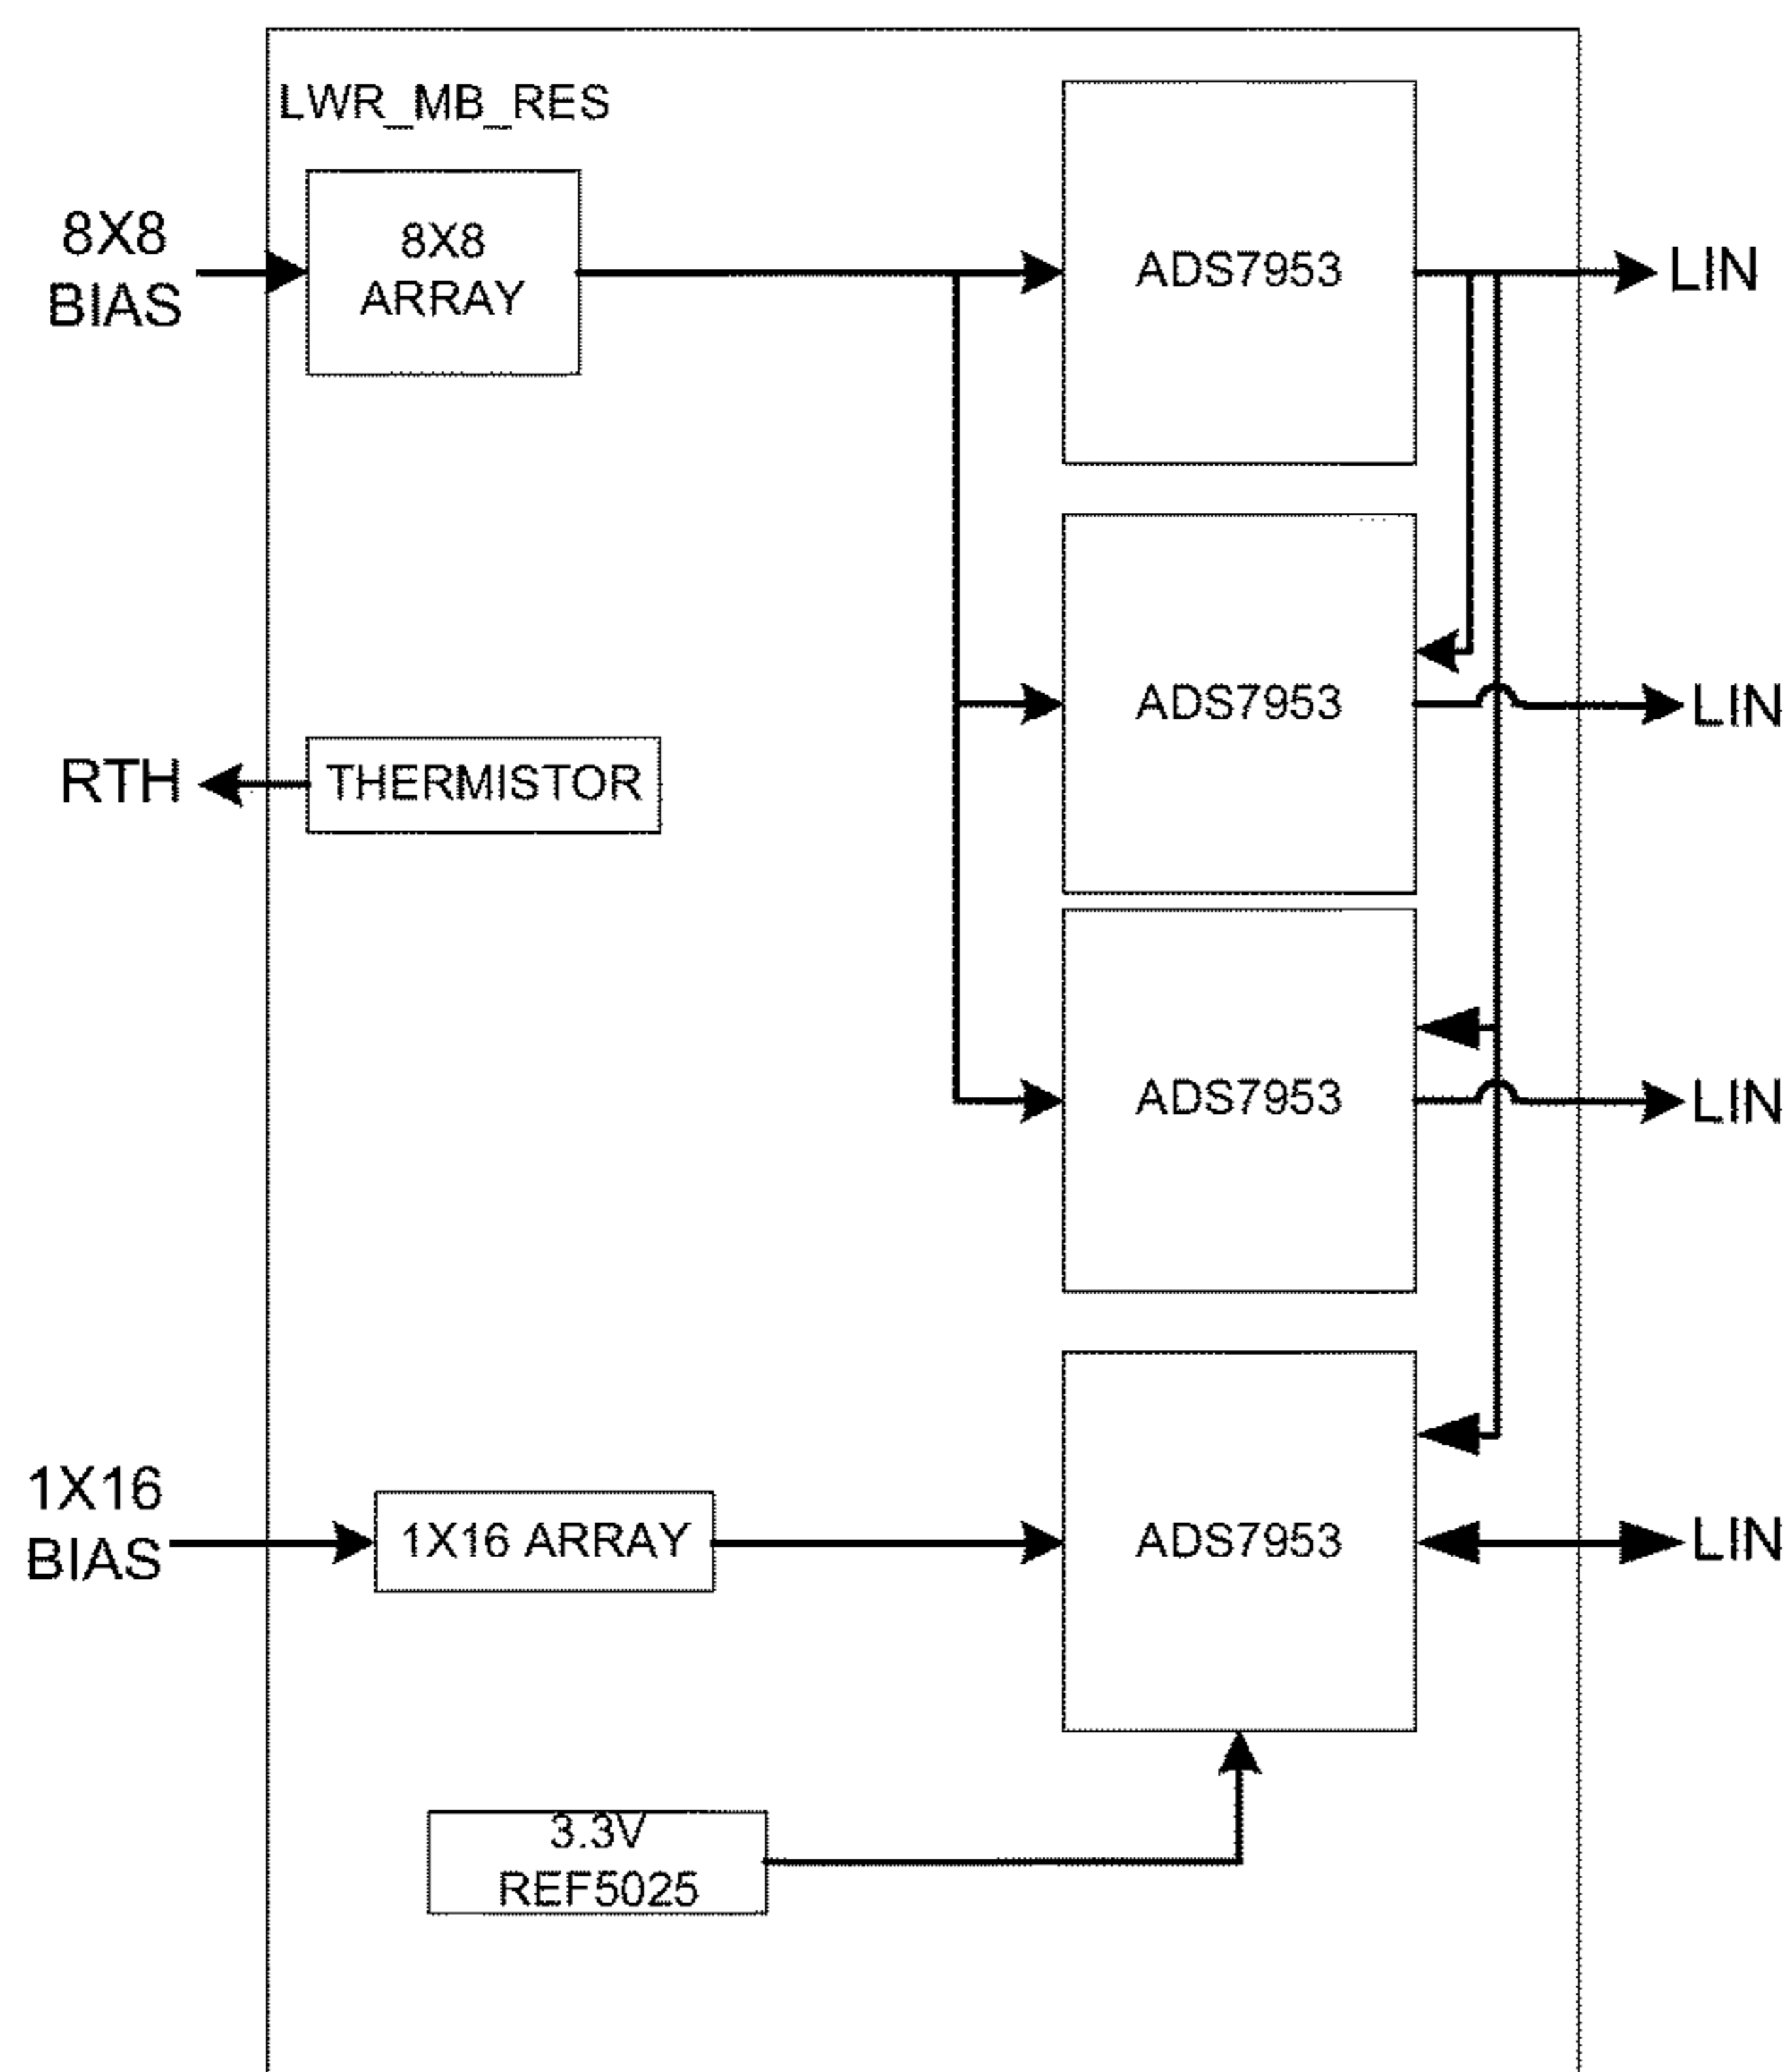 LWR_MB_RES
8X8
BIAS
8X8
ARRAY
ADS7953
LIN
ADS7953
LIN
RTH
THERMISTOR
ADS7953
LIN
1X16
BIAS
1X16 ARRAY
ADS7953
LIN
3.3V
REF5025